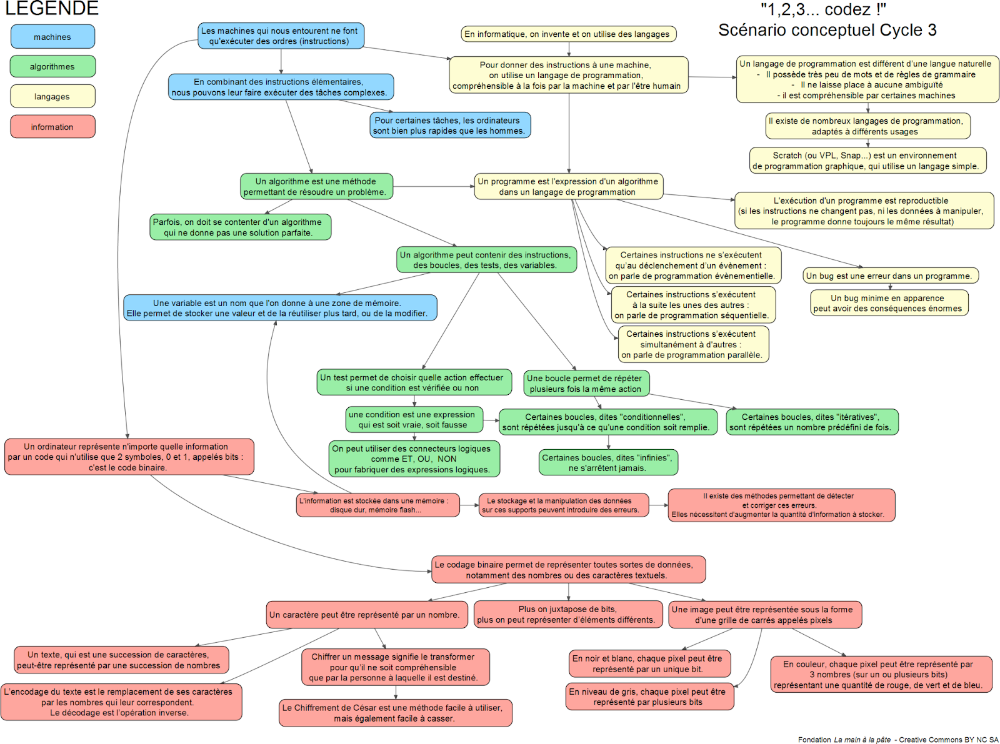 LEGENDE
machines
algorithmes
langages
information
"1,2,3... codez !"
Scénario conceptuel Cycle 3
Les machines qui nous entourent ne font
qu'exécuter des ordres (instructions)
En informatique, on invente et on utilise des langages
En combinant des instructions élémentaires,
nous pouvons leur faire exécuter des tâches complexes.
Pour donner des instructions à une machine,
on utilise un langage de programmation,
compréhensible à la fois par la machine et par l'être humain
Un langage de programmation est différent d'une langue naturelle
- Il possède très peu de mots et de règles de grammaire
- Il ne laisse place à aucune ambiguïté
- il est compréhensible par certaines machines
Pour certaines tâches, les ordinateurs
sont bien plus rapides que les hommes.
Il existe de nombreux langages de programmation,
adaptés à différents usages
Scratch (ou VPL, Snap...) est un environnement
de programmation graphique, qui utilise un langage simple.
Un algorithme est une méthode
permettant de résoudre un problème.
Un programme est l'expression d'un algorithme
dans un langage de programmation
L'exécution d'un programme est reproductible
(si les instructions ne changent pas, ni les données à manipuler,
le programme donne toujours le même résultat)
Parfois, on doit se contenter d'un algorithme
qui ne donne pas une solution parfaite.
Un algorithme peut contenir des instructions,
des boucles, des tests, des variables.
Certaines instructions ne s'exécutent
qu'au déclenchement d'un évènement :
on parle de programmation évènementielle.
Un bug est une erreur dans un programme.
Une variable est un nom que l'on donne à une zone de mémoire.
Elle permet de stocker une valeur et de la réutiliser plus tard, ou de la modifier.
Certaines instructions s'exécutent
à la suite les unes des autres :
on parle de programmation séquentielle.
Un bug minime en apparence
peut avoir des conséquences énormes
Certaines instructions s'exécutent
simultanément à d'autres :
on parle de programmation parallèle.
Un test permet de choisir quelle action effectuer
si une condition est vérifiée ou non
Une boucle permet de répéter
plusieurs fois la même action
une condition est une expression
qui est soit vraie, soit fausse
Certaines boucles, dites "conditionnelles",
sont répétées jusqu'à ce qu'une condition soit remplie.
Certaines boucles, dites "itératives",
sont répétées un nombre prédéfini de fois.
Un ordinateur représente n'importe quelle information
par un code qui n'utilise que 2 symboles, 0 et 1, appelés bits :
c'est le code binaire.
On peut utiliser des connecteurs logiques
comme ET, OU, NON
pour fabriquer des expressions logiques.
Certaines boucles, dites "infinies",
ne s'arrêtent jamais.
L'information est stockée dans une mémoire :
disque dur, mémoire flash...
Le stockage et la manipulation des données
sur ces supports peuvent introduire des erreurs.
Il existe des méthodes permettant de détecter
et corriger ces erreurs.
Elles nécessitent d'augmenter la quantité d'information à stocker.
Le codage binaire permet de représenter toutes sortes de données,
notamment des nombres ou des caractères textuels.
Un caractère peut être représenté par un nombre.
Plus on juxtapose de bits,
plus on peut représenter d'éléments différents.
Une image peut être représentée sous la forme
d'une grille de carrés appelés pixels
Un texte, qui est une succession de caractères,
peut-être représenté par une succession de nombres
Chiffrer un message signifie le transformer
pour qu'il ne soit compréhensible
que par la personne à laquelle il est destiné.
En noir et blanc, chaque pixel peut être
représenté par un unique bit.
En couleur, chaque pixel peut être représenté par
3 nombres (sur un ou plusieurs bits)
représentant une quantité de rouge, de vert et de bleu.
L'encodage du texte est le remplacement de ses caractères
par les nombres qui leur correspondent.
Le décodage est l'opération inverse.
Le Chiffrement de César est une méthode facile à utiliser,
mais également facile à casser.
En niveau de gris, chaque pixel peut être
représenté par plusieurs bits
Fondation La main à la pâte - Creative Commons BY NC SA